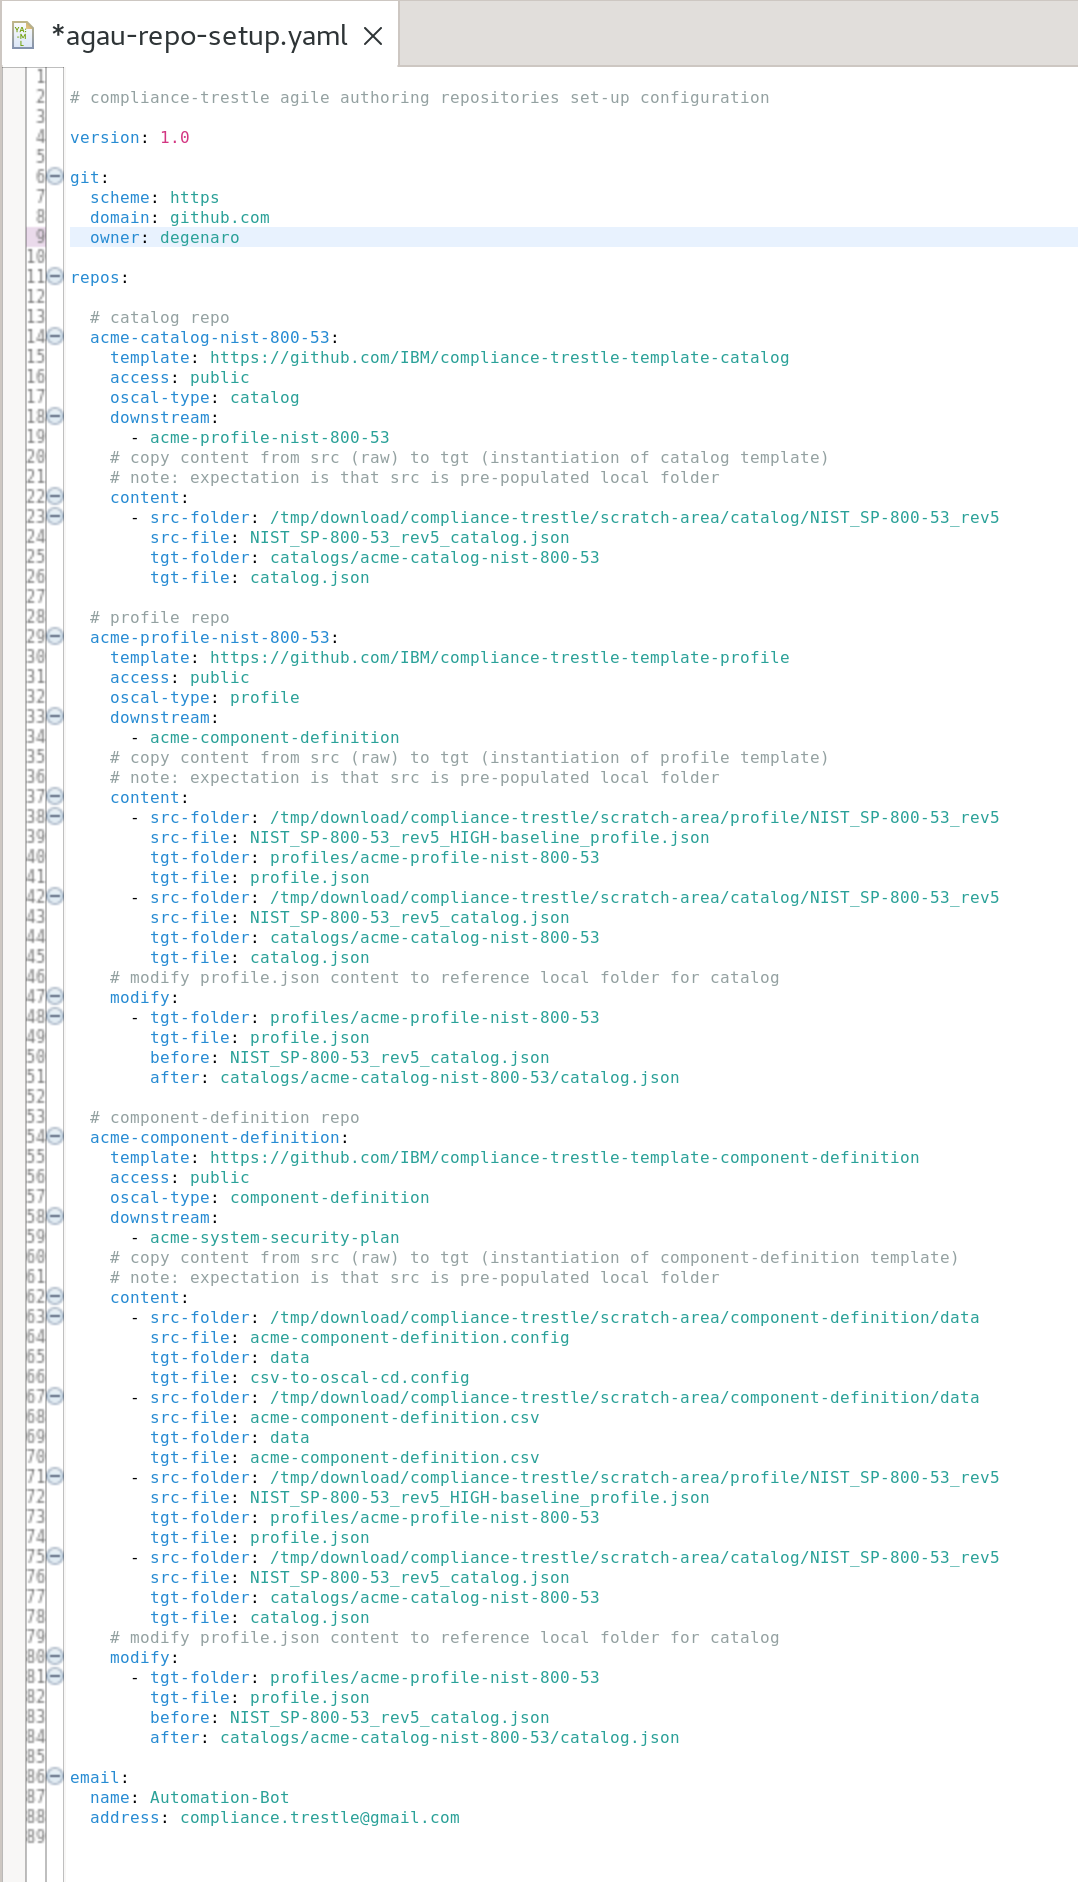 *agau-repo-setup.yaml
1
2 # compliance-trestle agile authoring repositories set-up configuration
3
4 version: 1.0
5
6 git:
7   scheme: https
8   domain: github.com
9   owner: degenaro
10
11 repos:
12
13   # catalog repo
14   acme-catalog-nist-800-53:
15     template: https://github.com/IBM/compliance-trestle-template-catalog
16     access: public
17     oscal-type: catalog
18     downstream:
19       - acme-profile-nist-800-53
20     # copy content from src (raw) to tgt (instantiation of catalog template)
21     # note: expectation is that src is pre-populated local folder
22     content:
23       - src-folder: /tmp/download/compliance-trestle/scratch-area/catalog/NIST_SP-800-53_rev5
24         src-file: NIST_SP-800-53_rev5_catalog.json
25         tgt-folder: catalogs/acme-catalog-nist-800-53
26         tgt-file: catalog.json
27
28   # profile repo
29   acme-profile-nist-800-53:
30     template: https://github.com/IBM/compliance-trestle-template-profile
31     access: public
32     oscal-type: profile
33     downstream:
34       - acme-component-definition
35     # copy content from src (raw) to tgt (instantiation of profile template)
36     # note: expectation is that src is pre-populated local folder
37     content:
38       - src-folder: /tmp/download/compliance-trestle/scratch-area/profile/NIST_SP-800-53_rev5
39         src-file: NIST_SP-800-53_rev5_HIGH-baseline_profile.json
40         tgt-folder: profiles/acme-profile-nist-800-53
41         tgt-file: profile.json
42       - src-folder: /tmp/download/compliance-trestle/scratch-area/catalog/NIST_SP-800-53_rev5
43         src-file: NIST_SP-800-53_rev5_catalog.json
44         tgt-folder: catalogs/acme-catalog-nist-800-53
45         tgt-file: catalog.json
46     # modify profile.json content to reference local folder for catalog
47     modify:
48       - tgt-folder: profiles/acme-profile-nist-800-53
49         tgt-file: profile.json
50         before: NIST_SP-800-53_rev5_catalog.json
51         after: catalogs/acme-catalog-nist-800-53/catalog.json
52
53   # component-definition repo
54   acme-component-definition:
55     template: https://github.com/IBM/compliance-trestle-template-component-definition
56     access: public
57     oscal-type: component-definition
58     downstream:
59       - acme-system-security-plan
60     # copy content from src (raw) to tgt (instantiation of component-definition template)
61     # note: expectation is that src is pre-populated local folder
62     content:
63       - src-folder: /tmp/download/compliance-trestle/scratch-area/component-definition/data
64         src-file: acme-component-definition.config
65         tgt-folder: data
66         tgt-file: csv-to-oscal-cd.config
67       - src-folder: /tmp/download/compliance-trestle/scratch-area/component-definition/data
68         src-file: acme-component-definition.csv
69         tgt-folder: data
70         tgt-file: acme-component-definition.csv
71       - src-folder: /tmp/download/compliance-trestle/scratch-area/profile/NIST_SP-800-53_rev5
72         src-file: NIST_SP-800-53_rev5_HIGH-baseline_profile.json
73         tgt-folder: profiles/acme-profile-nist-800-53
74         tgt-file: profile.json
75       - src-folder: /tmp/download/compliance-trestle/scratch-area/catalog/NIST_SP-800-53_rev5
76         src-file: NIST_SP-800-53_rev5_catalog.json
77         tgt-folder: catalogs/acme-catalog-nist-800-53
78         tgt-file: catalog.json
79     # modify profile.json content to reference local folder for catalog
80     modify:
81       - tgt-folder: profiles/acme-profile-nist-800-53
82         tgt-file: profile.json
83         before: NIST_SP-800-53_rev5_catalog.json
84         after: catalogs/acme-catalog-nist-800-53/catalog.json
85
86 email:
87   name: Automation-Bot
88   address: compliance.trestle@gmail.com
89